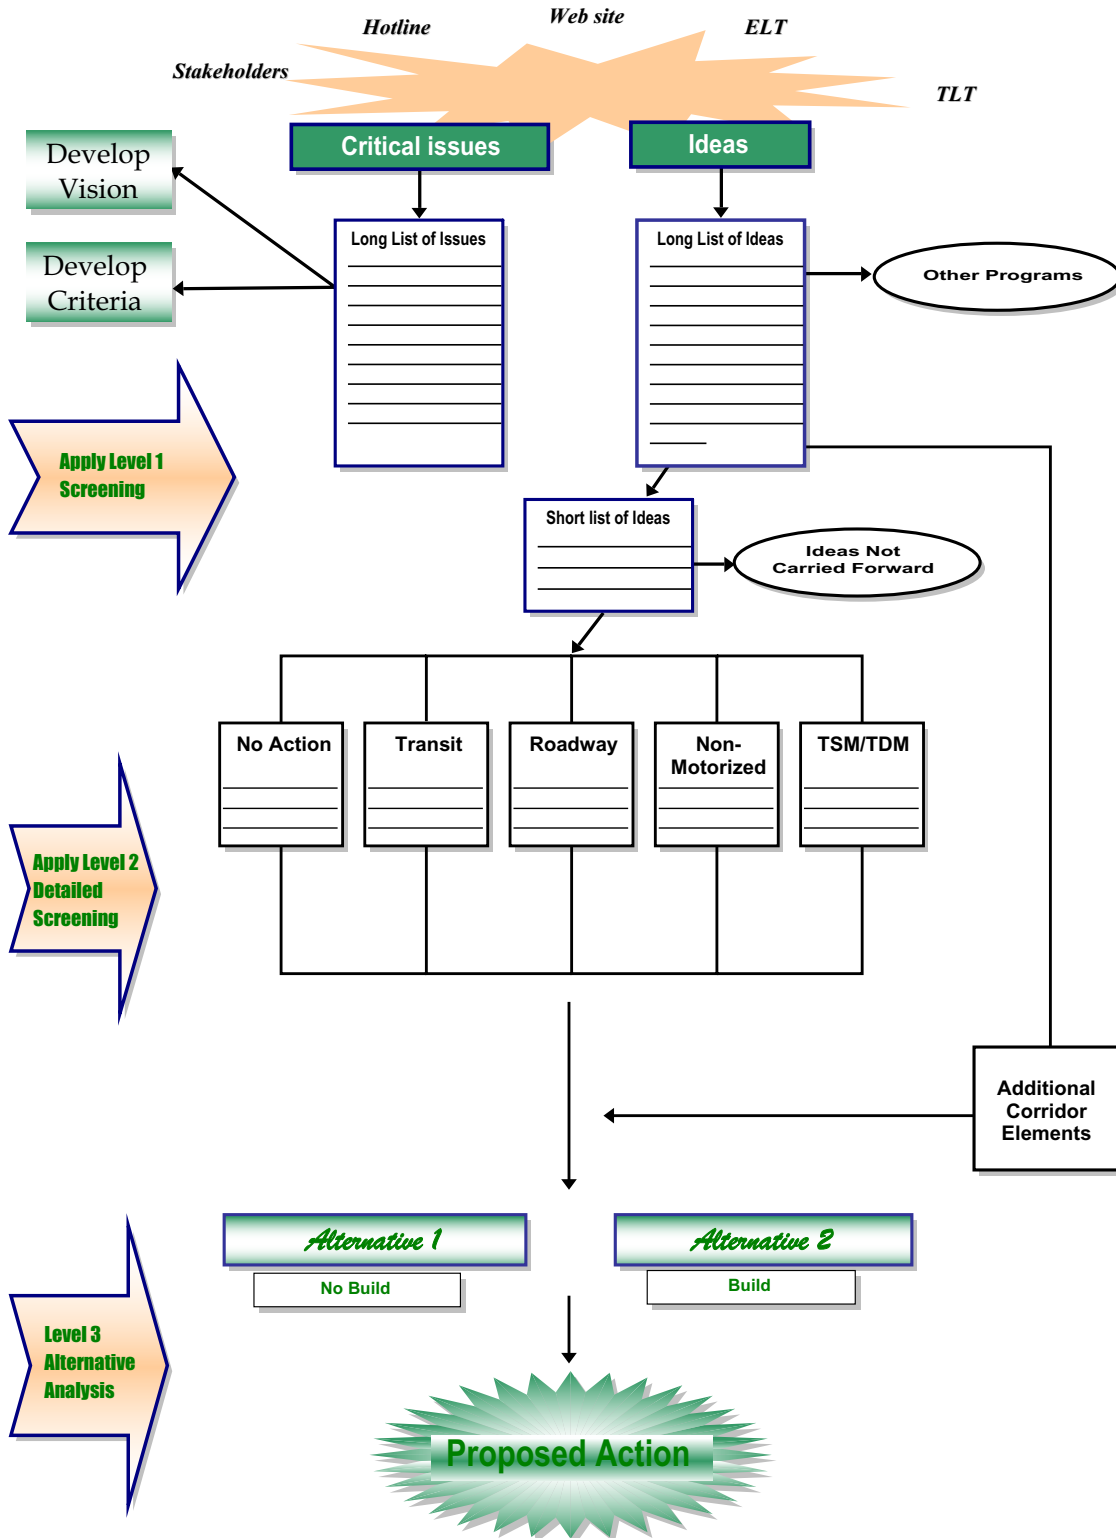 Web site
Hotline
ELT
Stakeholders
TLT
Critical issues
Ideas
Develop
Vision
Long List of Issues
Long List of Ideas
Develop
Criteria
Other Programs
Apply Level 1
Screening
Short list of Ideas
Ideas Not
Carried Forward
No Action
Transit
Roadway
Non-
Motorized
TSM/TDM
Apply Level 2
Detailed
Screening
Additional
Corridor
Elements
Alternative 1
Alternative 2
No Build
Build
Level 3
Alternative
Analysis
Proposed Action